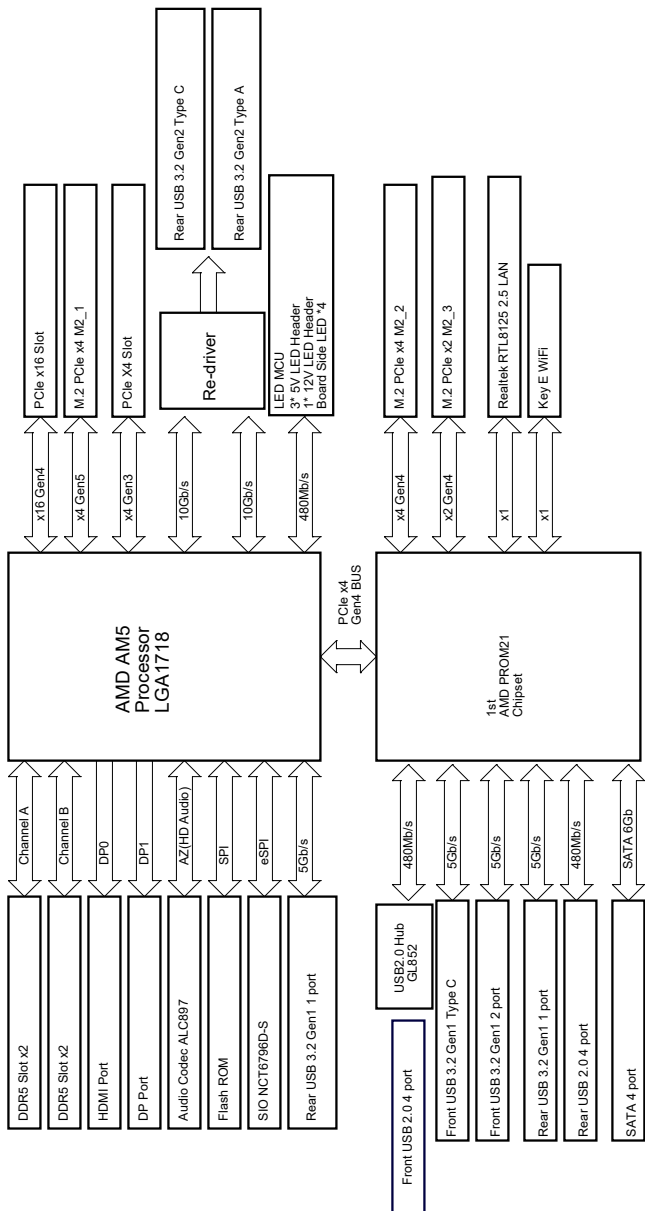 PCIe x16 Slot
M.2 PCIe x4 M2_1
PCIe X4 Slot
Rear USB 3.2 Gen2 Type C
Rear USB 3.2 Gen2 Type A
Re-driver
LED MCU
3* 5V LED Header
1* 12V LED Header
Board Side LED *4
x16 Gen4
x4 Gen5
x4 Gen3
10Gb/s
10Gb/s
480Mb/s
AMD AM5
Processor
LGA1718
Channel A
Channel B
DP0
DP1
AZ(HD Audio)
SPI
eSPI
5Gb/s
DDR5 Slot x2
DDR5 Slot x2
HDMI Port
DP Port
Audio Codec ALC897
Flash ROM
SIO NCT6796D-S
Rear USB 3.2 Gen1 1 port
PCIe x4
Gen4 BUS
M.2 PCIe x4 M2_2
M.2 PCIe x2 M2_3
Realtek RTL8125 2.5 LAN
Key E WiFi
x4 Gen4
x2 Gen4
x1
x1
1st
AMD PROM21
Chipset
480Mb/s
5Gb/s
5Gb/s
5Gb/s
480Mb/s
SATA 6Gb
USB2.0 Hub
GL852
Front USB 2.0 4 port
Front USB 3.2 Gen1 Type C
Front USB 3.2 Gen1 2 port
Rear USB 3.2 Gen1 1 port
Rear USB 2.0 4 port
SATA 4 port